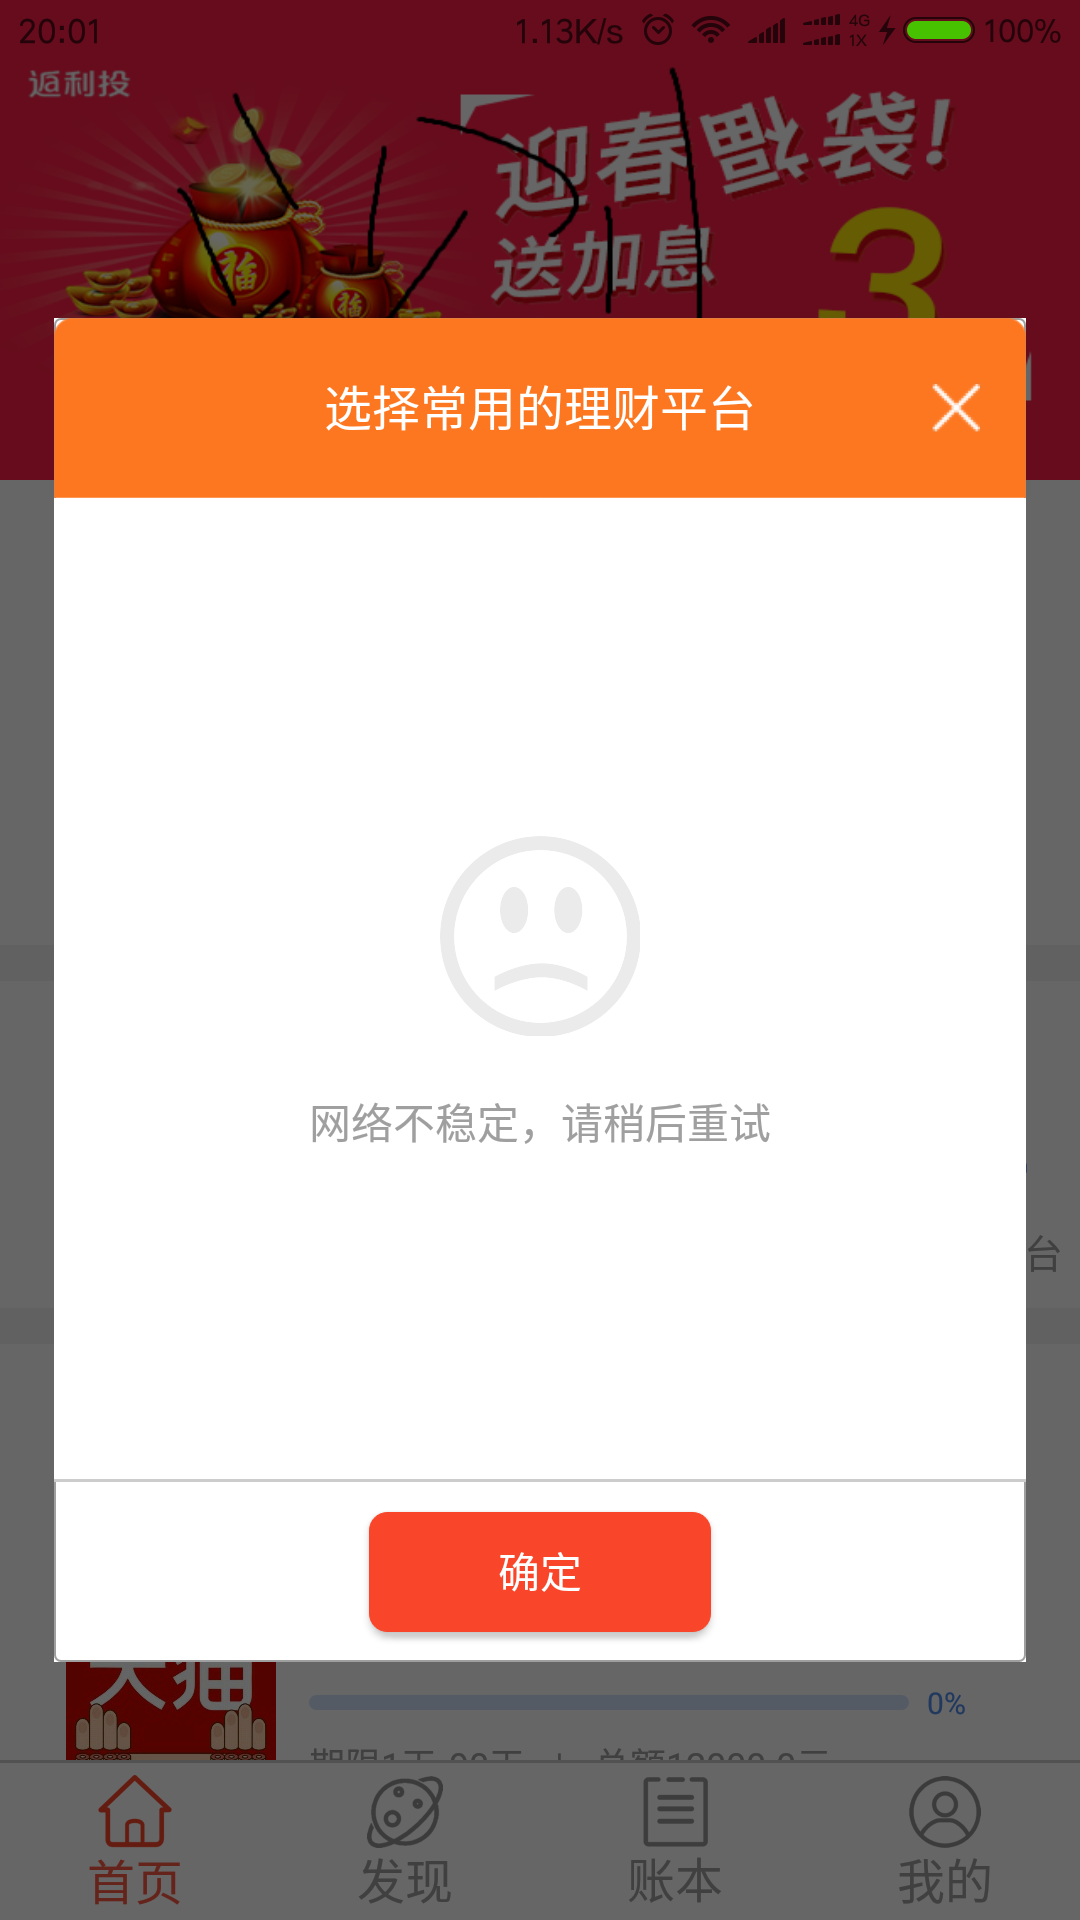 20:01 1.13K/s 4G 1X 100%
返利投
迎春福袋!
送加息 3
福 福
选择常用的理财平台
网络不稳定，请稍后重试
台
确定
天猫
0%
首页 发现 账本 我的